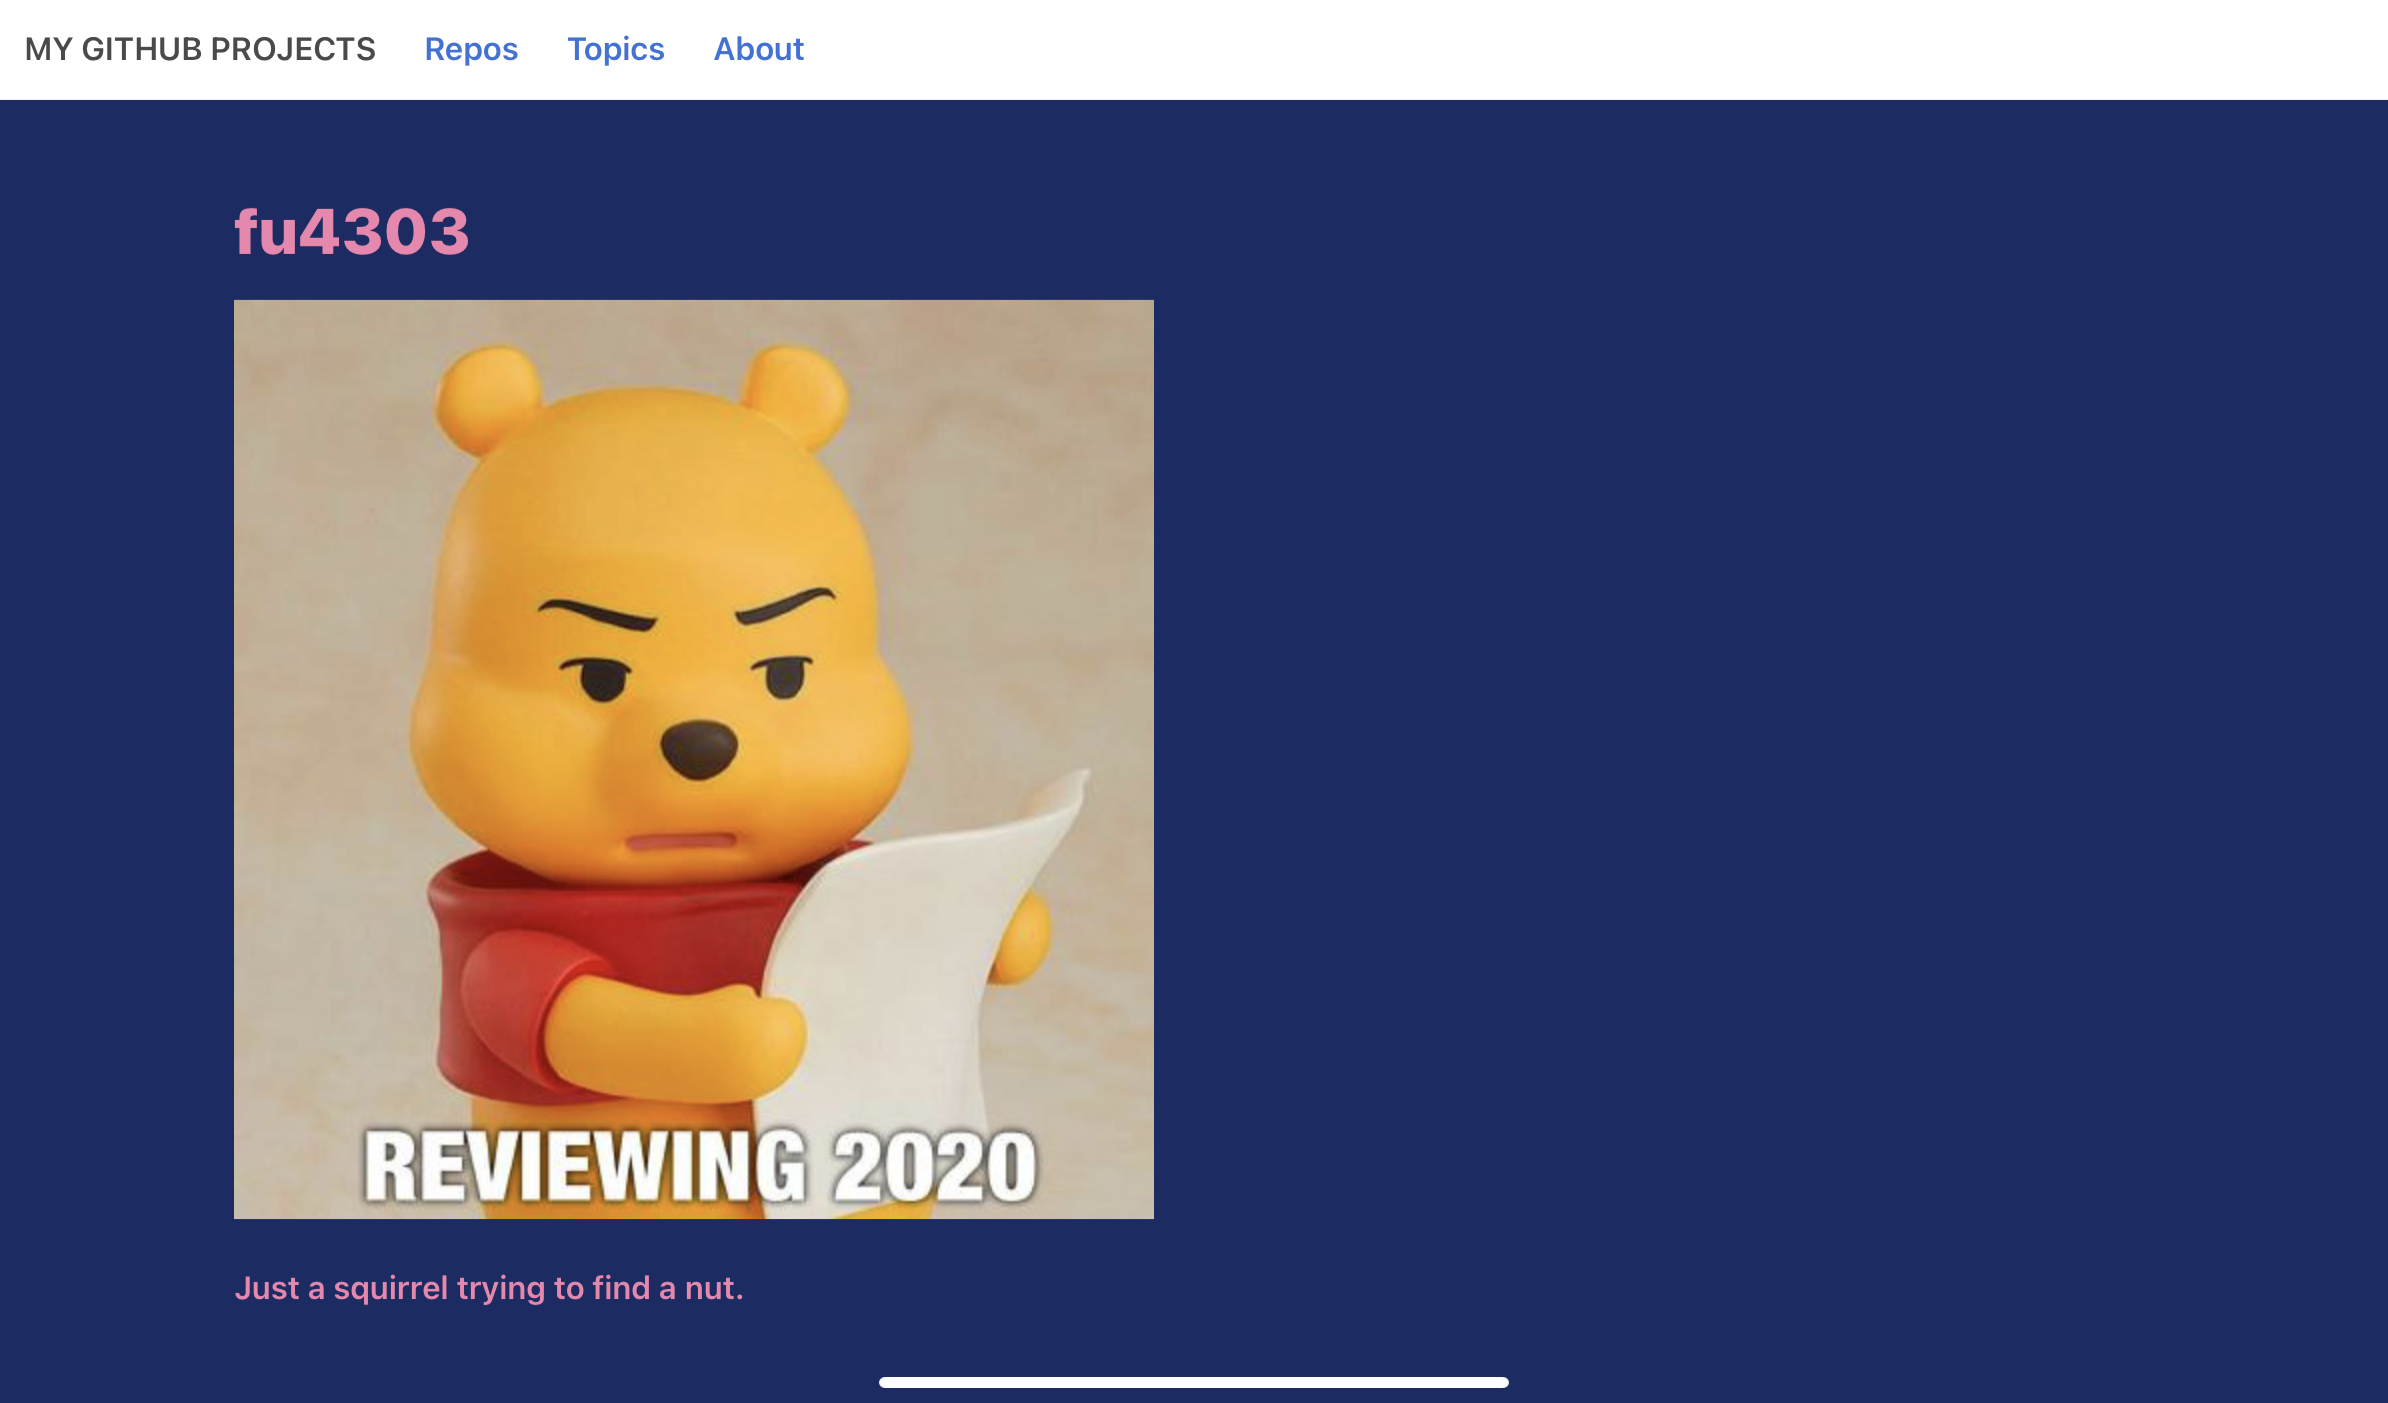 MY GITHUB PROJECTS Repos Topics About
fu4303
REVIEWING 2020
Just a squirrel trying to find a nut.